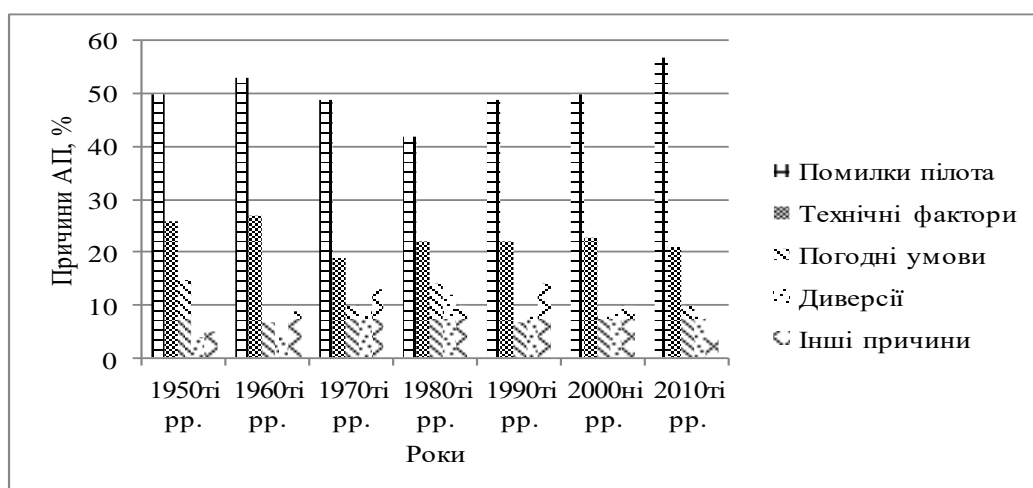 60
50
40
30
20
10
0
Причини АП, %
1950ті рр.
1960ті рр.
1970ті рр.
1980ті рр.
1990ті рр.
2000ні рр.
2010ті рр.
Роки
Помилки пілота
Технічні фактори
Погодні умови
Диверсії
Інші причини